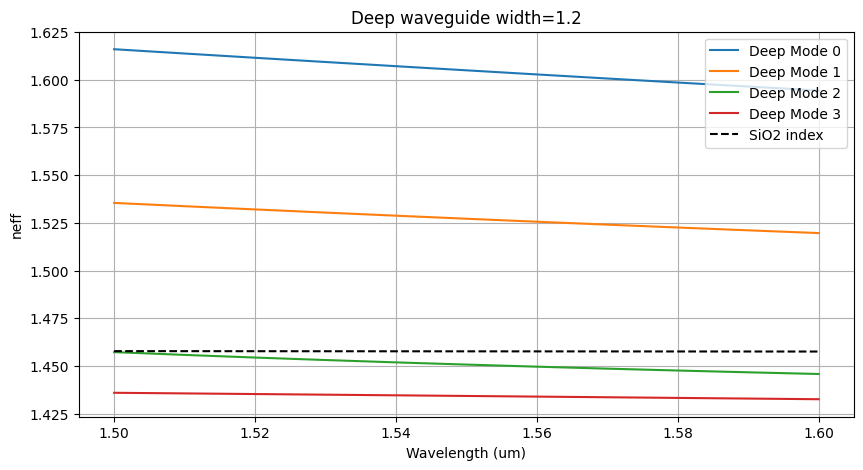 Deep waveguide width=1.2
1.625
1.600
1.575
1.550
1.525
1.500
1.475
1.450
1.425
neff
Deep Mode 0
Deep Mode 1
Deep Mode 2
Deep Mode 3
SiO2 index
1.50
1.52
1.54
1.56
1.58
1.60
Wavelength (um)